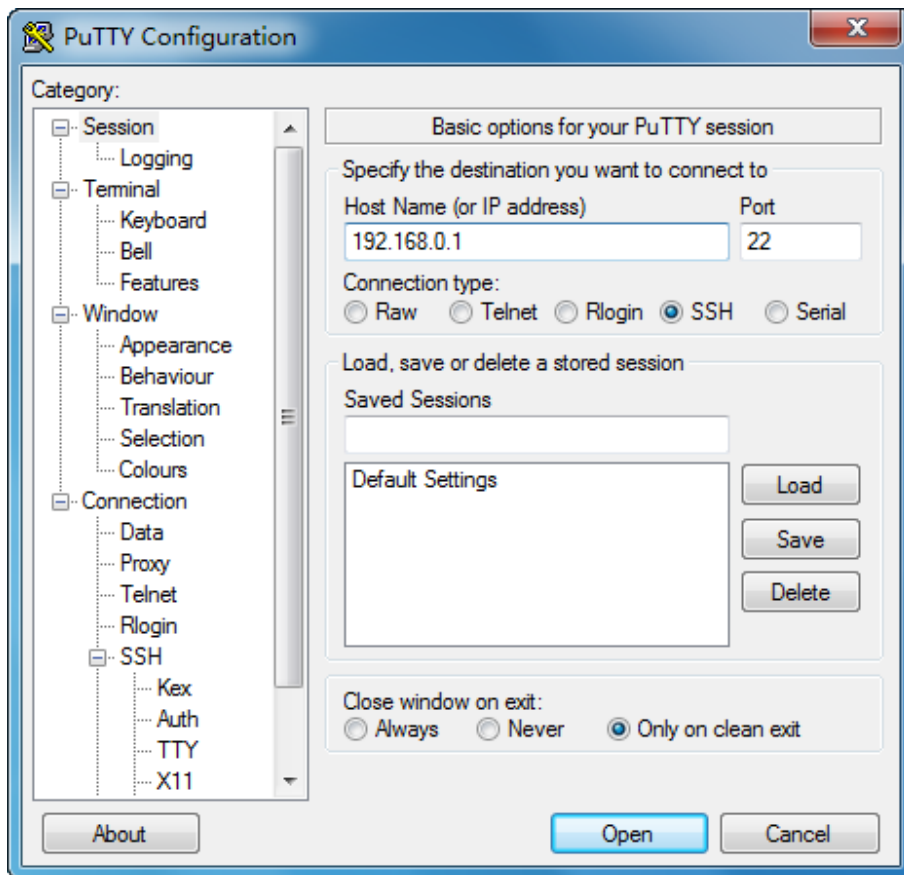 PuTTY Configuration
Category:
Session
Logging
Terminal
Keyboard
Bell
Features
Window
Appearance
Behaviour
Translation
Selection
Colours
Connection
Data
Proxy
Telnet
Rlogin
SSH
Kex
Auth
TTY
X11
Basic options for your PuTTY session
Specify the destination you want to connect to
Host Name (or IP address) Port
192.168.0.1 22
Connection type:
Raw Telnet Rlogin SSH Serial
Load, save or delete a stored session
Saved Sessions
Default Settings
Load
Save
Delete
Close window on exit:
Always Never Only on clean exit
About Open Cancel